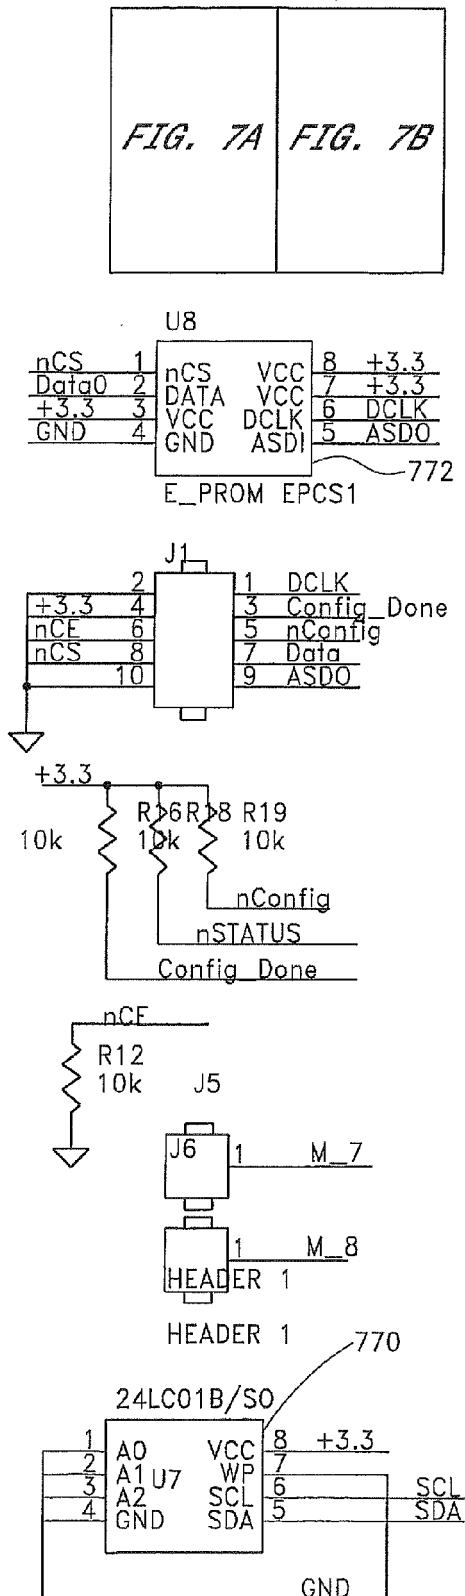 FIG. 7A FIG. 7B
U8
nCS 1 nCS VCC 8 +3.3
Data0 2 DATA VCC 7 +3.3
+3.3 3 VCC DCLK 6 DCLK
GND 4 GND ASDI 5 ASDO
772
E_PROM EPCS1
J1
2 1 DCLK
+3.3 4 3 Config_Done
nCE 6 5 nConfig
nCS 8 7 Data
10 9 ASDO
+3.3
R16 R18 R19
10k 10k 10k
nConfig
nSTATUS
Config_Done
nCE
R12
10k
J5
J6 1 M_7
1 M_8
HEADER 1
HEADER 1
770
24LC01B/SO
1 A0 VCC 8 +3.3
2 A1 U7 WP 7
3 A2 SCL 6 SCL
4 GND SDA 5 SDA
GND